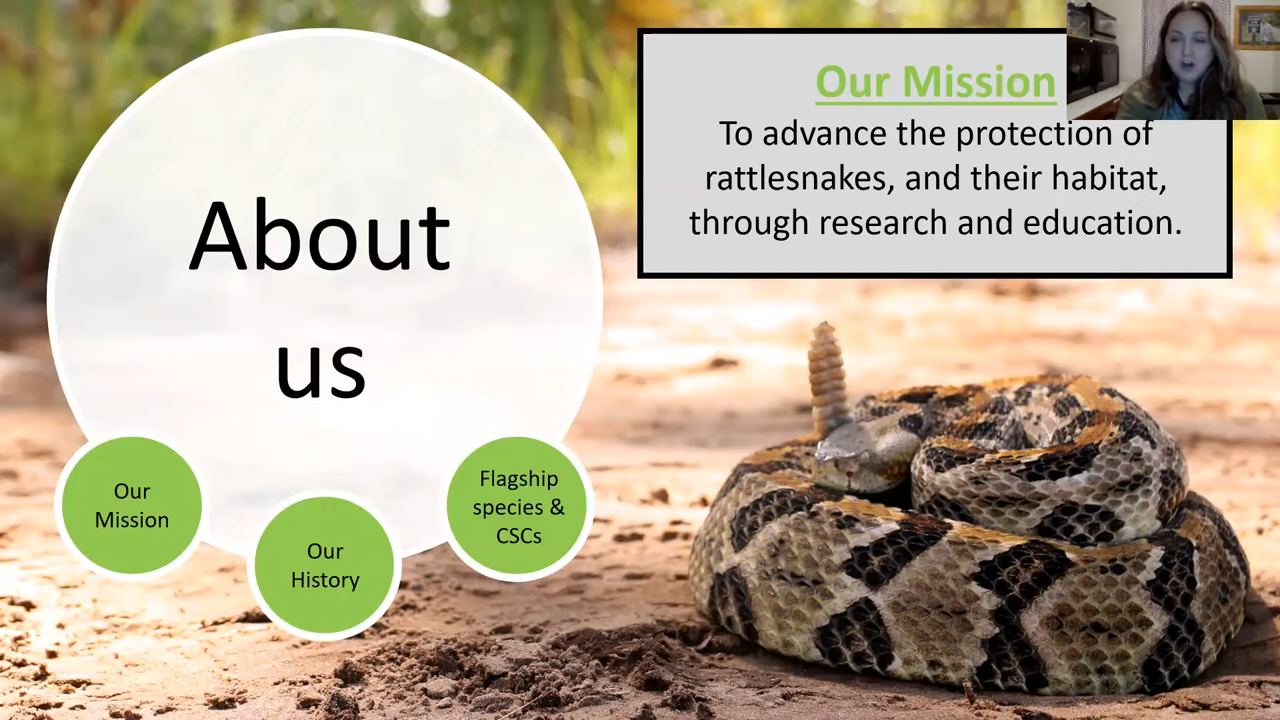 About
us
Our
Mission
Our
History
Flagship
species &
CSCs
Our Mission
To advance the protection of
rattlesnakes, and their habitat,
through research and education.